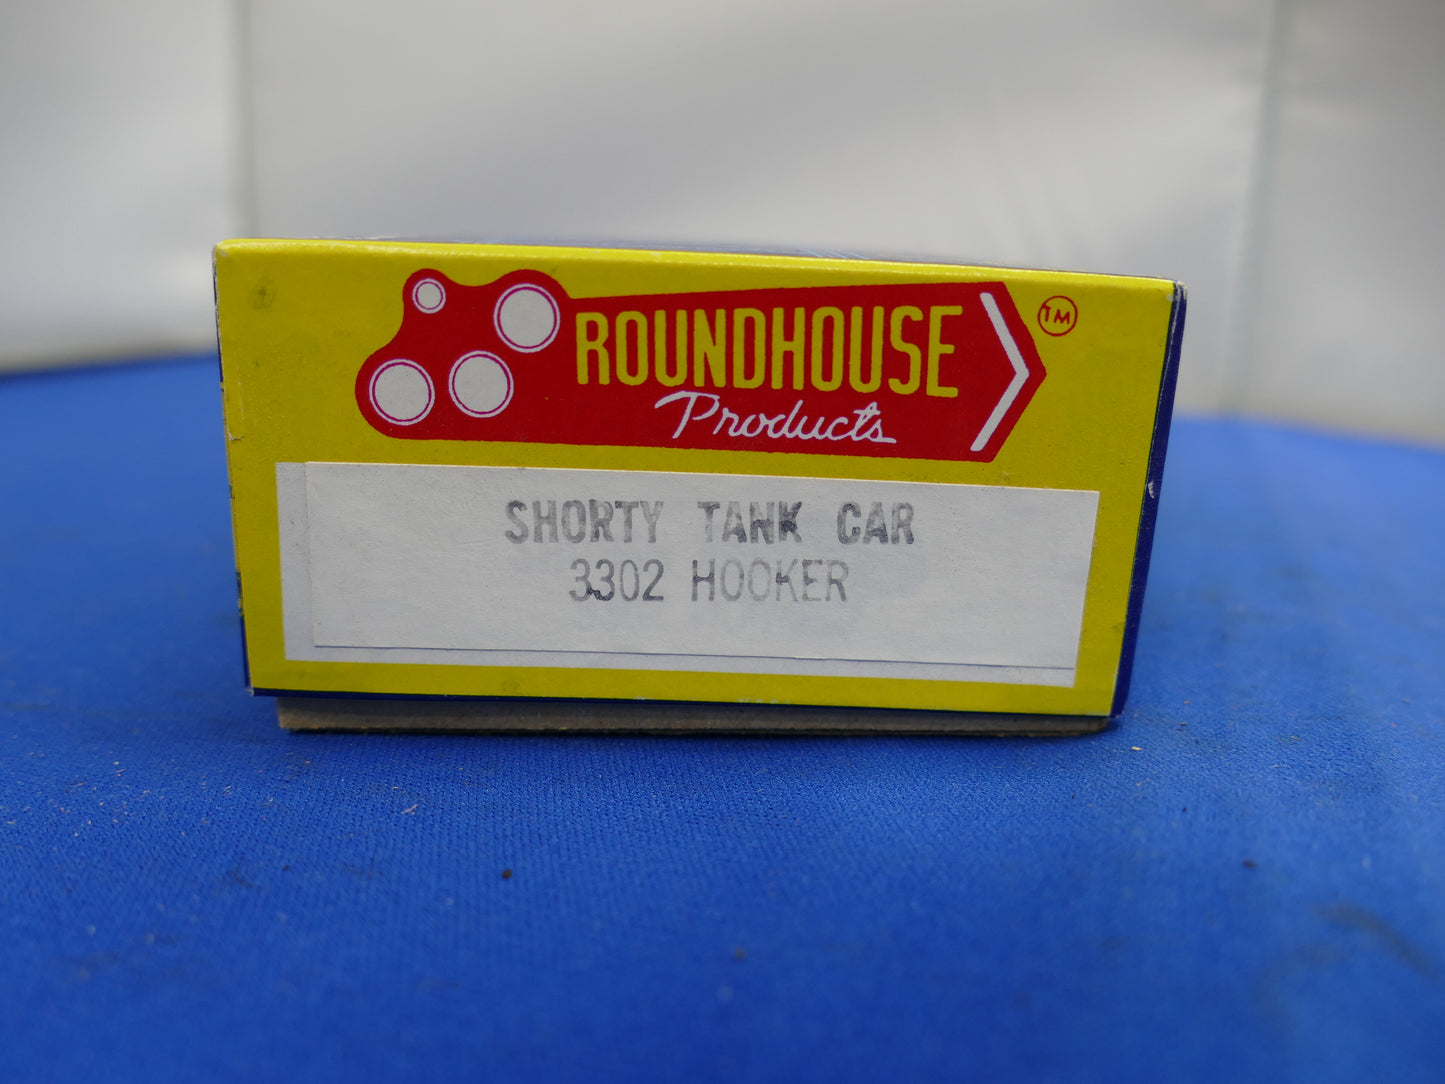 ROUNDHOUSE
TM
Products
SHORTY TANK CAR
3302 HOOKER